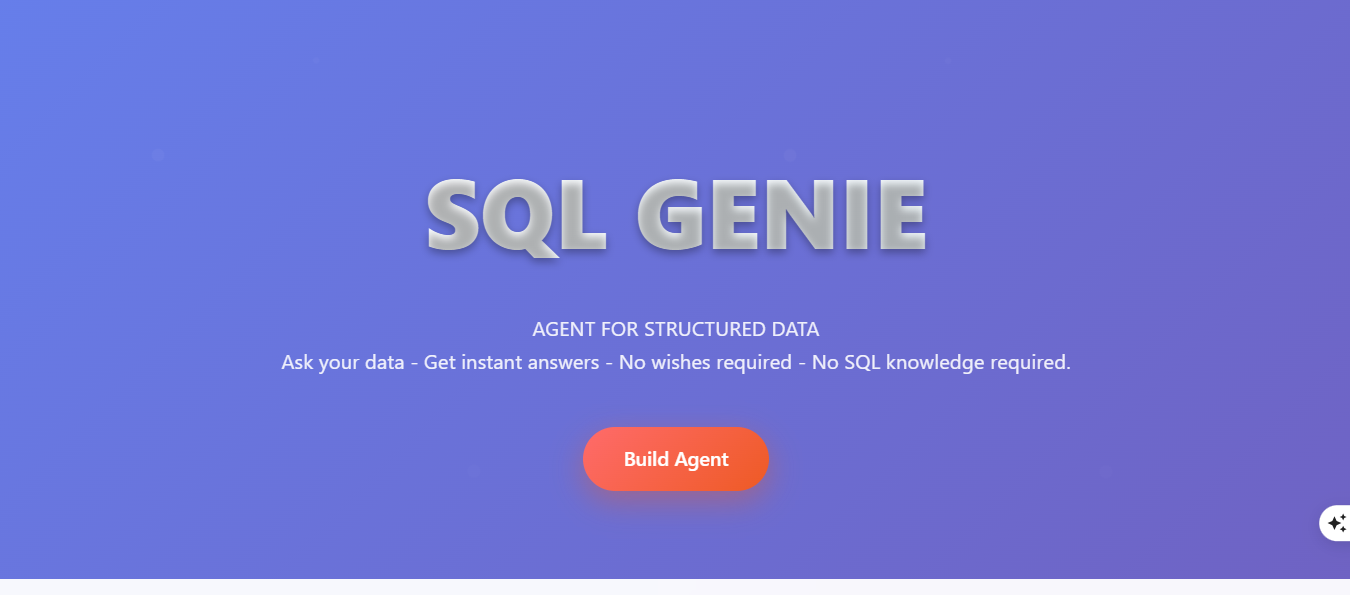 SQL GENIE
AGENT FOR STRUCTURED DATA
Ask your data - Get instant answers - No wishes required - No SQL knowledge required.
Build Agent